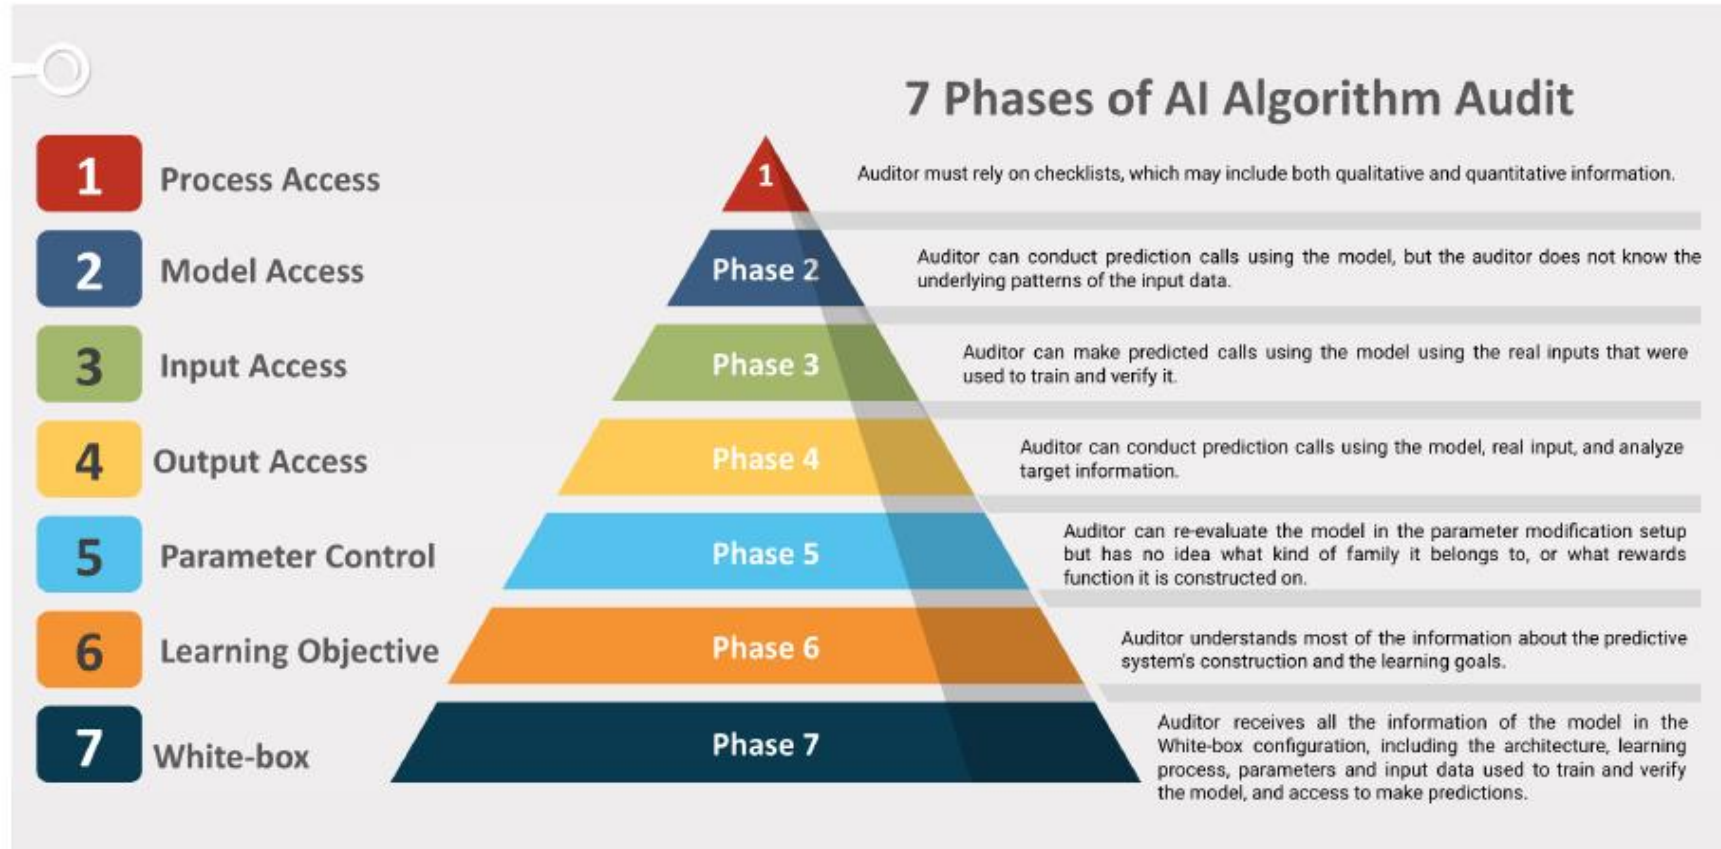 7 Phases of AI Algorithm Audit
1
Process Access
1
Auditor must rely on checklists, which may include both qualitative and quantitative information.
2
Model Access
Phase 2
Auditor can conduct prediction calls using the model, but the auditor does not know the
underlying patterns of the input data.
3
Input Access
Phase 3
Auditor can make predicted calls using the model using the real inputs that were
used to train and verify it.
4
Output Access
Phase 4
Auditor can conduct prediction calls using the model, real input, and analyze
target information.
5
Parameter Control
Phase 5
Auditor can re-evaluate the model in the parameter modification setup
but has no idea what kind of family it belongs to, or what rewards
function it is constructed on.
6
Learning Objective
Phase 6
Auditor understands most of the information about the predictive
system's construction and the learning goals.
7
White-box
Phase 7
Auditor receives all the information of the model in the
White-box configuration, including the architecture, learning
process, parameters and input data used to train and verify
the model, and access to make predictions.